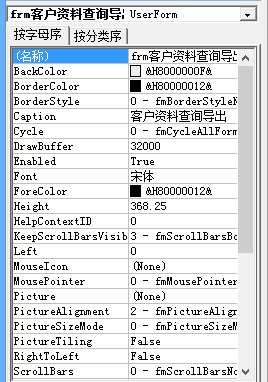 frm客户资料查询导出 UserForm
按字母序 按分类序
(名称) frm客户资料查询导出
BackColor &H8000000F&
BorderColor &H80000012&
BorderStyle 0 - fmBorderStyleN
Caption 客户资料查询导出
Cycle 0 - fmCycleAllForm
DrawBuffer 32000
Enabled True
Font 宋体
ForeColor &H80000012&
Height 368.25
HelpContextID 0
KeepScrollBarsVisib 3 - fmScrollBarsBo
Left 0
MouseIcon (None)
MousePointer 0 - fmMousePointer
Picture (None)
PictureAlignment 2 - fmPictureAlign
PictureSizeMode 0 - fmPictureSizeM
PictureTiling False
RightToLeft False
ScrollBars 0 - fmScrollBarsNo